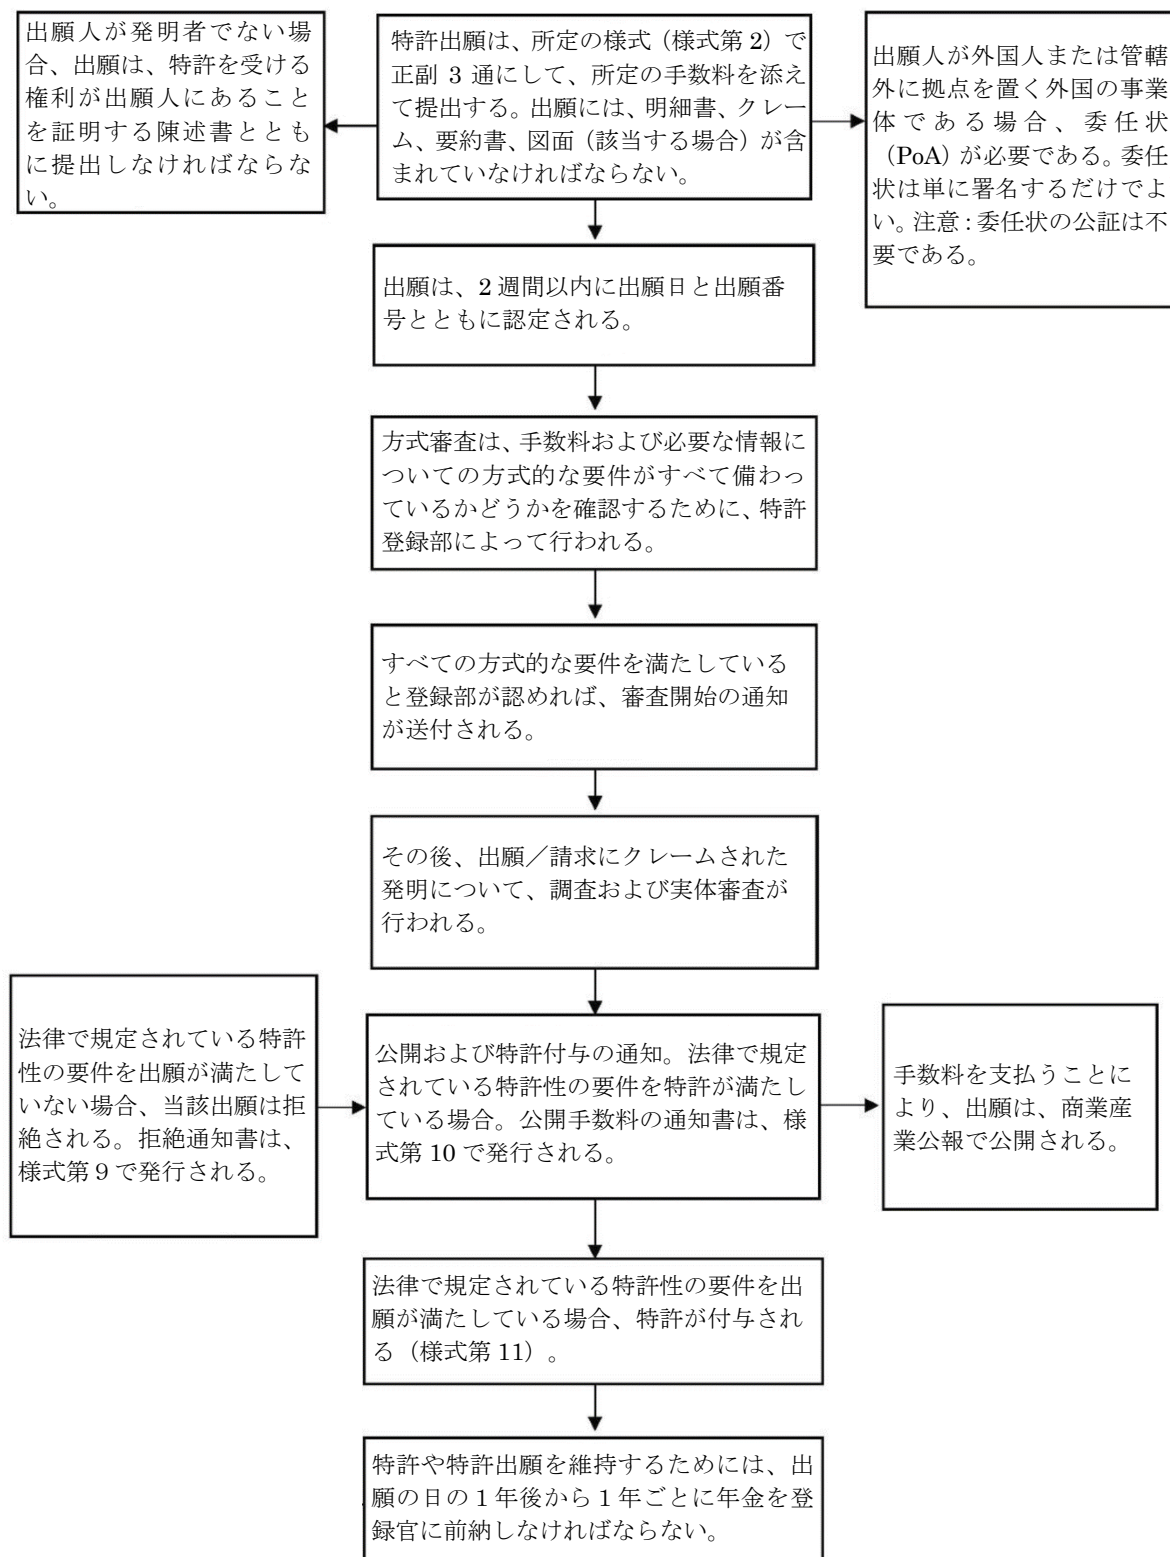 出願人が発明者でない場
合、出願は、特許を受ける
権利が出願人にあること
を証明する陳述書ととも
に提出しなければならな
い。
特許出願は、所定の様式（様式第 2）で
正副 3 通にして、所定の手数料を添え
て提出する。出願には、明細書、クレー
ム、要約書、図面（該当する場合）が含
まれていなければならない。
出願人が外国人または管轄
外に拠点を置く外国の事業
体である場合、委任状
（PoA）が必要である。委任
状は単に署名するだけでよ
い。注意：委任状の公証は不
要である。
出願は、2 週間以内に出願日と出願番
号とともに認定される。
方式審査は、手数料および必要な情報に
ついての方式的な要件がすべて備わっ
ているかどうかを確認するために、特許
登録部によって行われる。
すべての方式的な要件を満たしている
と登録部が認めれば、審査開始の通知
が送付される。
その後、出願／請求にクレームされた
発明について、調査および実体審査が
行われる。
法律で規定されている特許
性の要件を出願が満たして
いない場合、当該出願は拒
絶される。拒絶通知書は、
様式第 9 で発行される。
公開および特許付与の通知。法律で規
定されている特許性の要件を特許が満たし
ている場合。公開手数料の通知書は、様
式第 10 で発行される。
手数料を支払うことに
より、出願は、商業産
業公報で公開される。
法律で規定されている特許性の要件を出
願が満たしている場合、特許が付与され
る（様式第 11）。
特許や特許出願を維持するためには、出
願の日の 1 年後から 1 年ごとに年金を登
録官に前納しなければならない。